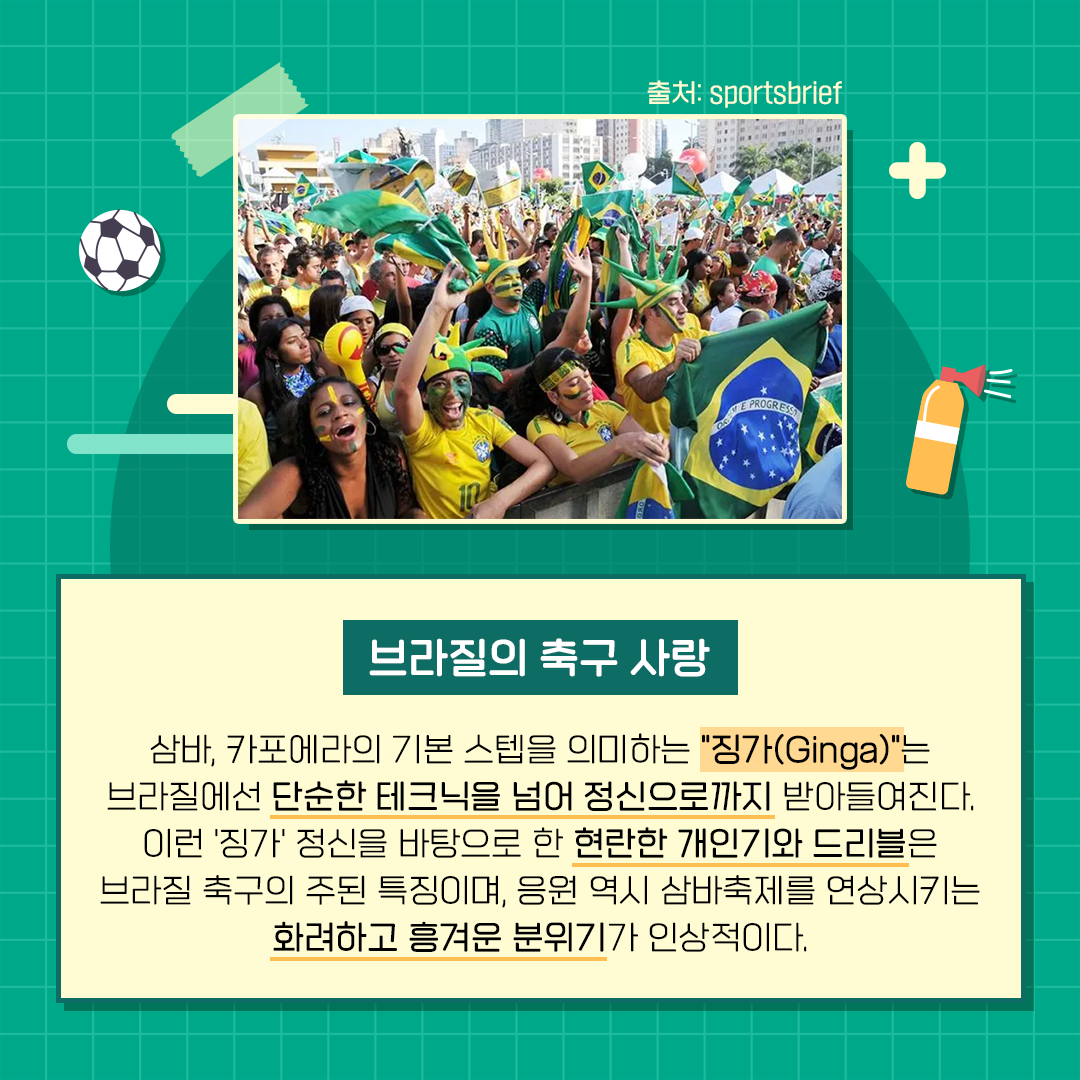 출처: sportsbrief
ORDEM E PROGRESSO
10
브라질의 축구 사랑
삼바, 카포에라의 기본 스텝을 의미하는 "징가(Ginga)"는
브라질에선 단순한 테크닉을 넘어 정신으로까지 받아들여진다.
이런 '징가' 정신을 바탕으로 한 현란한 개인기와 드리블은
브라질 축구의 주된 특징이며, 응원 역시 삼바축제를 연상시키는
화려하고 흥겨운 분위기가 인상적이다.